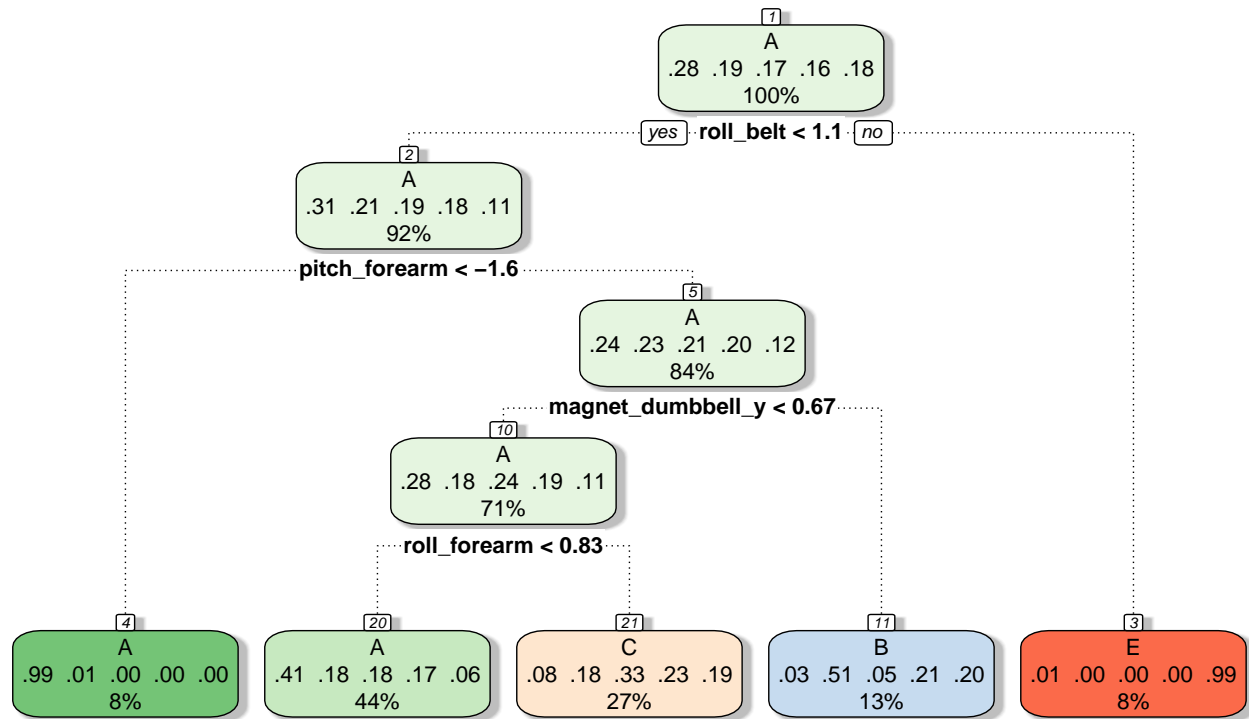 1
A
.28 .19 .17 .16 .18
100%
yes roll_belt < 1.1 no
2
A
.31 .21 .19 .18 .11
92%
pitch_forearm < −1.6
5
A
.24 .23 .21 .20 .12
84%
magnet_dumbbell_y < 0.67
10
A
.28 .18 .24 .19 .11
71%
roll_forearm < 0.83
4
A
.99 .01 .00 .00 .00
8%
20
A
.41 .18 .18 .17 .06
44%
21
C
.08 .18 .33 .23 .19
27%
11
B
.03 .51 .05 .21 .20
13%
3
E
.01 .00 .00 .00 .99
8%